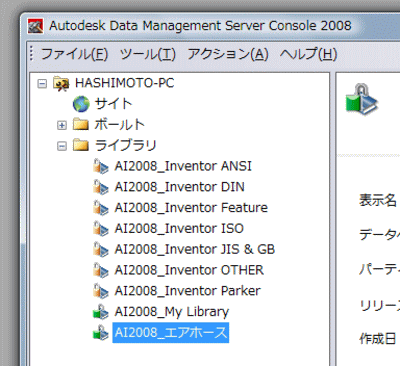 Autodesk Data Management Server Console 2008
ファイル(F) ツール(T) アクション(A) ヘルプ(H)
HASHIMOTO-PC
サイト
ボールト
ライブラリ
AI2008_Inventor ANSI
AI2008_Inventor DIN
AI2008_Inventor Feature
AI2008_Inventor ISO
AI2008_Inventor JIS & GB
AI2008_Inventor OTHER
AI2008_Inventor Parker
AI2008_My Library
AI2008_エアホース
表示名
データベ
パーティ
リリース
作成日